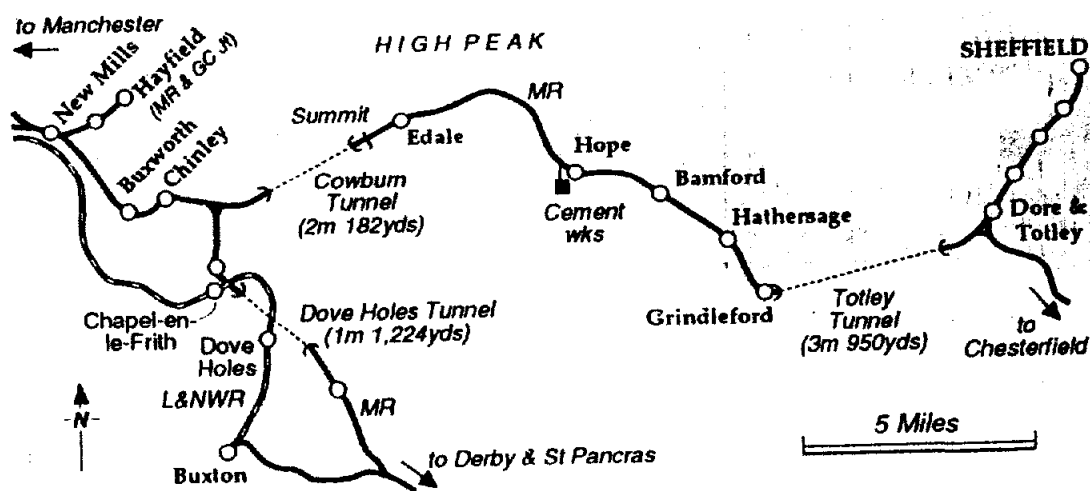 to Manchester
HIGH PEAK
SHEFFIELD
New Mills
Hayfield
(MR & GC Jt)
MR
Summit
Edale
Buxworth
Chinley
Hope
Cowburn
Tunnel
(2m 182yds)
Bamford
Cement
wks
Hathersage
Dore &
Totley
Chapel-en-
le-Frith
Dove Holes Tunnel
(1m 1,224yds)
Grindleford
Totley
Tunnel
(3m 950yds)
to
Chesterfield
Dove
Holes
L&NWR
MR
-N-
5 Miles
Buxton
to Derby & St Pancras